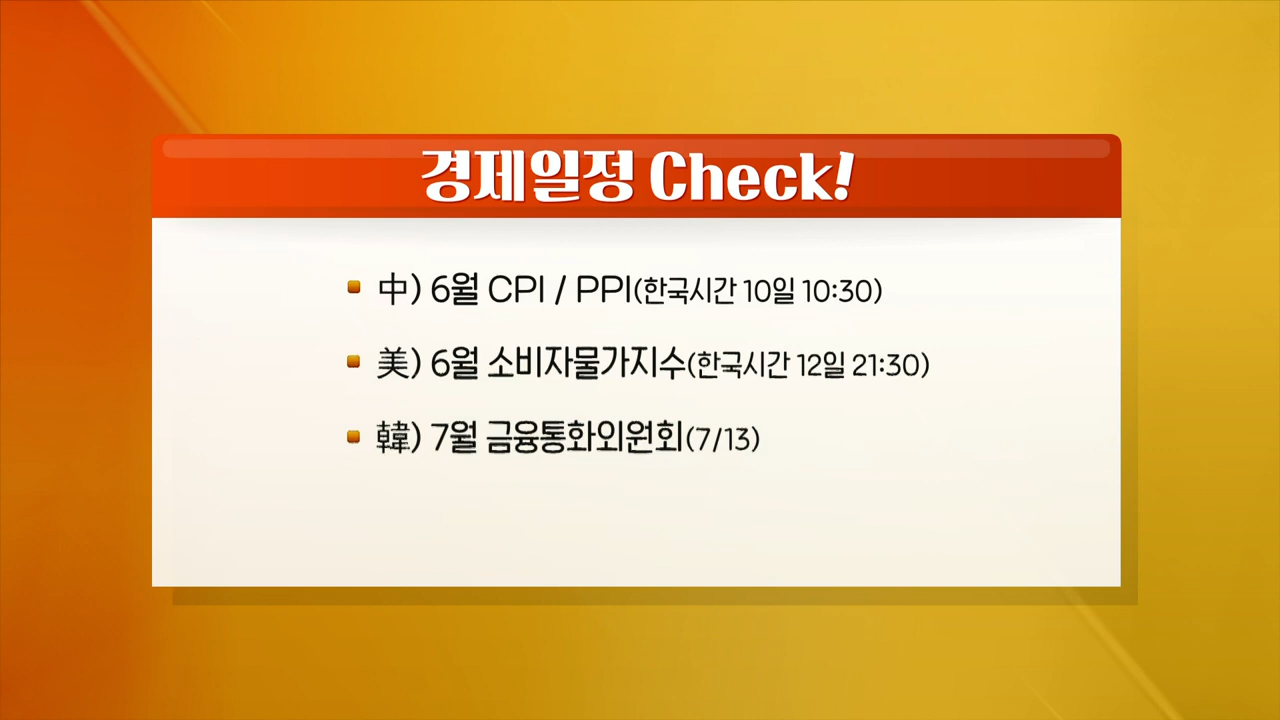 경제일정 Check!
中) 6월 CPI / PPI(한국시간 10일 10:30)
美) 6월 소비자물가지수(한국시간 12일 21:30)
韓) 7월 금융통화외원회(7/13)